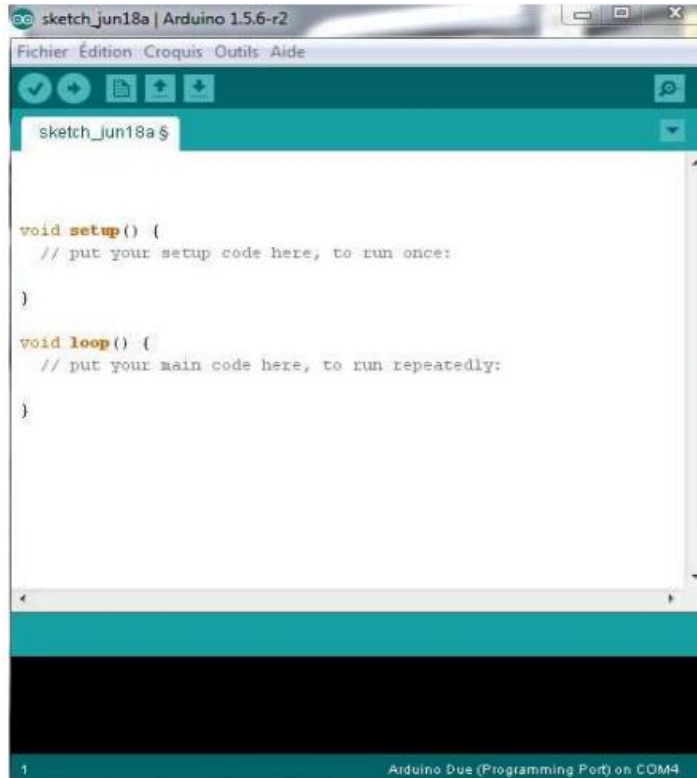 sketch_jun18a | Arduino 1.5.6-r2
Fichier Édition Croquis Outils Aide
sketch_jun18a §
void setup() {
// put your setup code here, to run once:
}
void loop() {
// put your main code here, to run repeatedly:
}
1 Arduino Due (Programming Port) on COM4